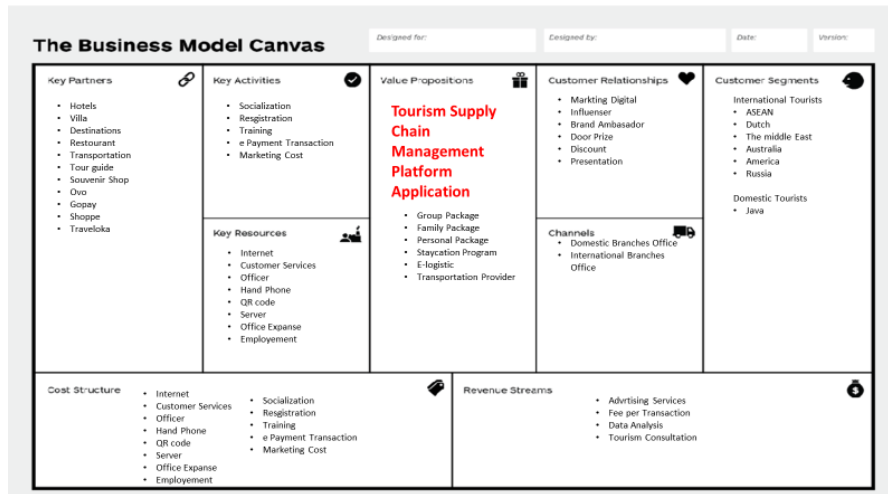 The Business Model Canvas
Designed for:
Designed by:
Date:
Version:
Key Partners
• Hotels
• Villa
• Destinations
• Restourant
• Transportation
• Tour guide
• Souvenir Shop
• Ovo
• Gopay
• Shoppe
• Traveloka
Key Activities
• Socialization
• Resgistration
• Training
• e Payment Transaction
• Marketing Cost
Key Resources
• Internet
• Customer Services
• Officer
• Hand Phone
• QR code
• Server
• Office Expanse
• Employement
Value Propositions
Tourism Supply
Chain
Management
Platform
Application
• Group Package
• Family Package
• Personal Package
• Staycation Program
• E-logistic
• Transportation Provider
Customer Relationships
• Markting Digital
• Influenser
• Brand Ambasador
• Door Prize
• Discount
• Presentation
Channels
• Domestic Branches Office
• International Branches
Office
Customer Segments
International Tourists
• ASEAN
• Dutch
• The middle East
• Australia
• America
• Russia
Domestic Tourists
• Java
Cost Structure
• Internet
• Customer Services
• Officer
• Hand Phone
• QR code
• Server
• Office Expanse
• Employement
• Socialization
• Resgistration
• Training
• e Payment Transaction
• Marketing Cost
Revenue Streams
• Advrtising Services
• Fee per Transaction
• Data Analysis
• Tourism Consultation